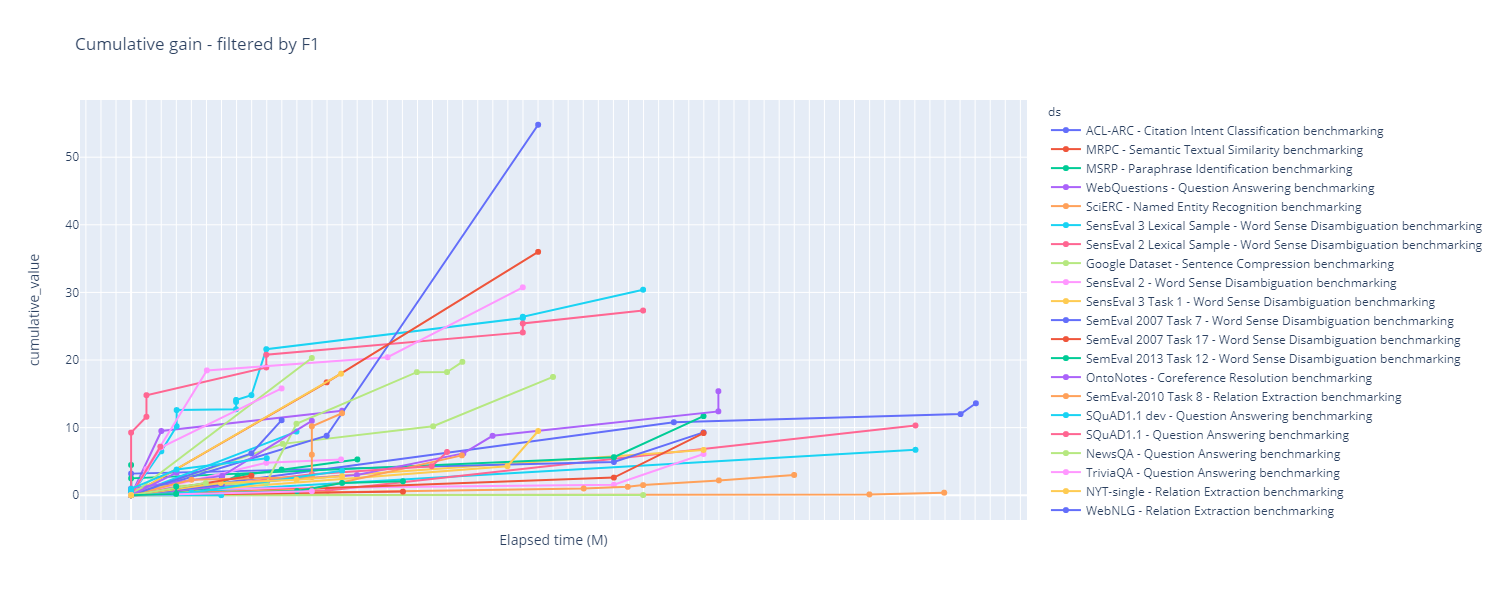 Cumulative gain - filtered by F1
cumulative_value
50
40
30
20
10
0
Elapsed time (M)
ds
ACL-ARC - Citation Intent Classification benchmarking
MRPC - Semantic Textual Similarity benchmarking
MSRP - Paraphrase Identification benchmarking
WebQuestions - Question Answering benchmarking
SciERC - Named Entity Recognition benchmarking
SensEval 3 Lexical Sample - Word Sense Disambiguation benchmarking
SensEval 2 Lexical Sample - Word Sense Disambiguation benchmarking
Google Dataset - Sentence Compression benchmarking
SensEval 2 - Word Sense Disambiguation benchmarking
SensEval 3 Task 1 - Word Sense Disambiguation benchmarking
SemEval 2007 Task 7 - Word Sense Disambiguation benchmarking
SemEval 2007 Task 17 - Word Sense Disambiguation benchmarking
SemEval 2013 Task 12 - Word Sense Disambiguation benchmarking
OntoNotes - Coreference Resolution benchmarking
SemEval-2010 Task 8 - Relation Extraction benchmarking
SQuAD1.1 dev - Question Answering benchmarking
SQuAD1.1 - Question Answering benchmarking
NewsQA - Question Answering benchmarking
TriviaQA - Question Answering benchmarking
NYT-single - Relation Extraction benchmarking
WebNLG - Relation Extraction benchmarking